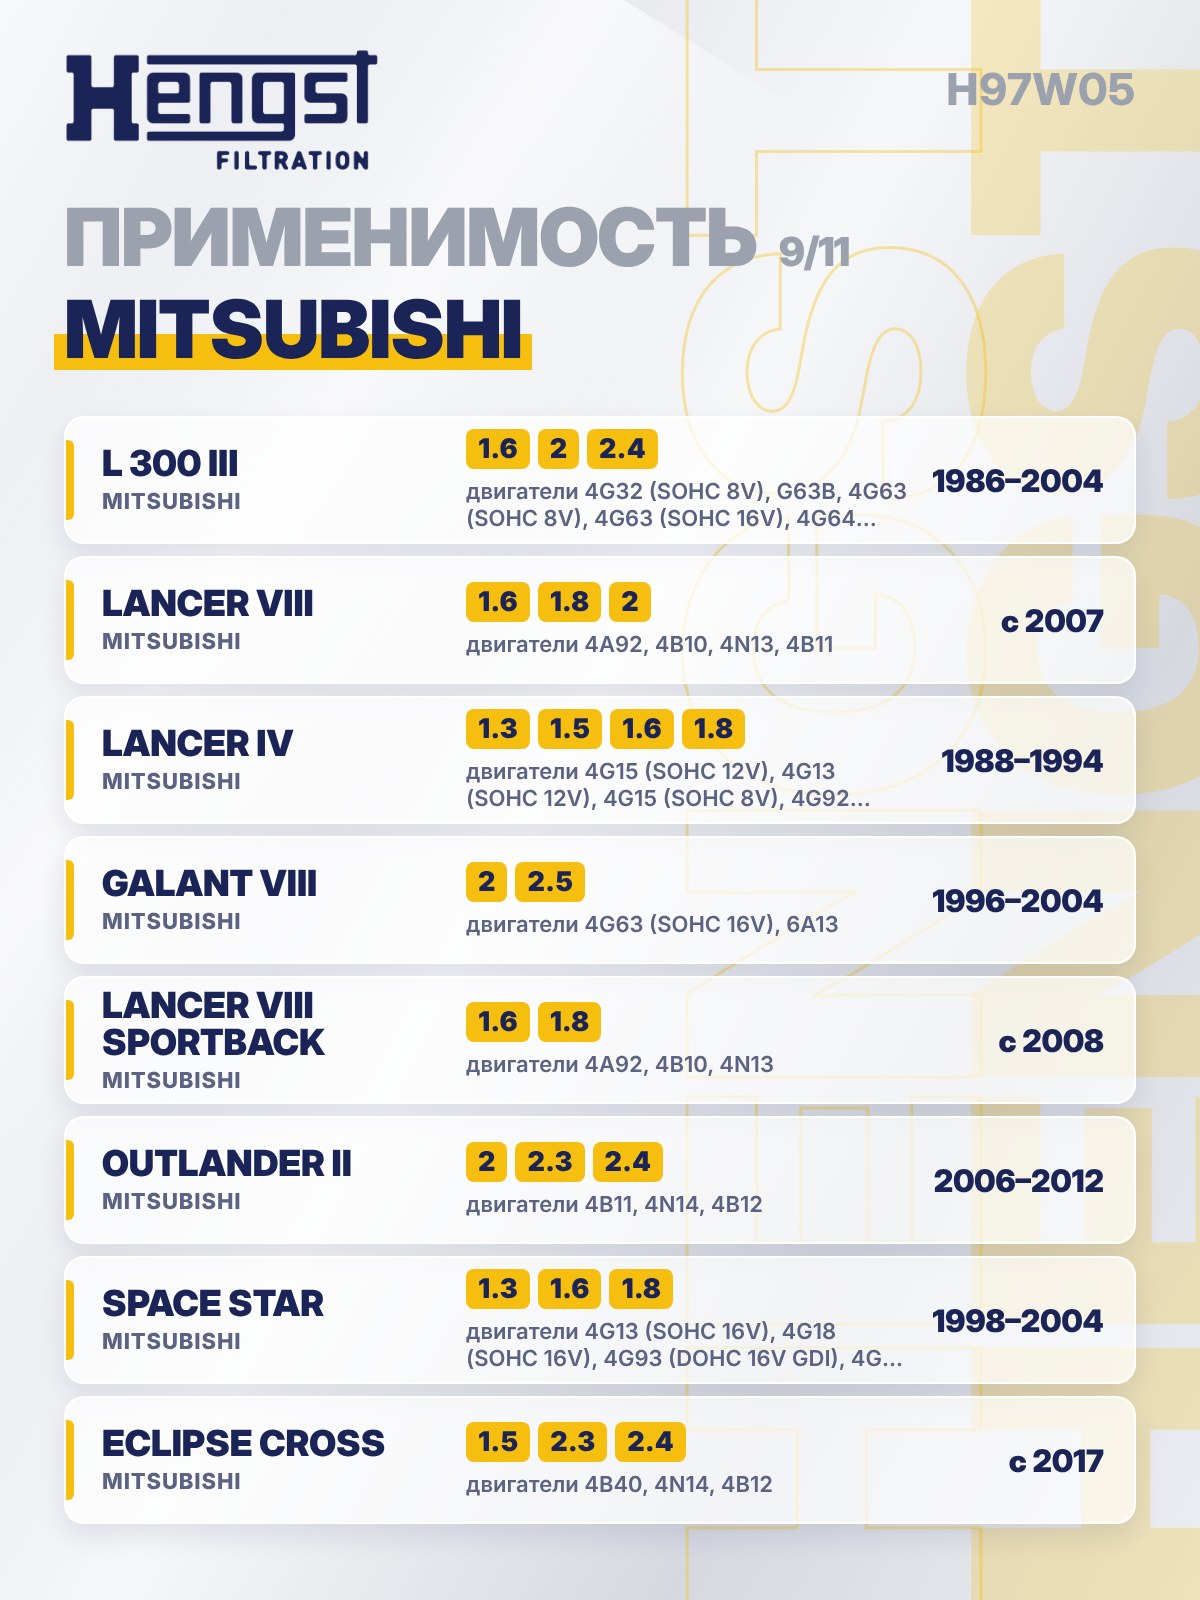 Hengst
FILTRATION
H97W05
ПРИМЕНИМОСТЬ 9/11
MITSUBISHI
L 300 III
MITSUBISHI
1.6 2 2.4
двигатели 4G32 (SOHC 8V), G63B, 4G63
(SOHC 8V), 4G63 (SOHC 16V), 4G64...
1986–2004
LANCER VIII
MITSUBISHI
1.6 1.8 2
двигатели 4A92, 4B10, 4N13, 4B11
с 2007
LANCER IV
MITSUBISHI
1.3 1.5 1.6 1.8
двигатели 4G15 (SOHC 12V), 4G13
(SOHC 12V), 4G15 (SOHC 8V), 4G92...
1988–1994
GALANT VIII
MITSUBISHI
2 2.5
двигатели 4G63 (SOHC 16V), 6A13
1996–2004
LANCER VIII
SPORTBACK
MITSUBISHI
1.6 1.8
двигатели 4A92, 4B10, 4N13
с 2008
OUTLANDER II
MITSUBISHI
2 2.3 2.4
двигатели 4B11, 4N14, 4B12
2006–2012
SPACE STAR
MITSUBISHI
1.3 1.6 1.8
двигатели 4G13 (SOHC 16V), 4G18
(SOHC 16V), 4G93 (DOHC 16V GDI), 4G...
1998–2004
ECLIPSE CROSS
MITSUBISHI
1.5 2.3 2.4
двигатели 4B40, 4N14, 4B12
с 2017
HENGST
HENGST